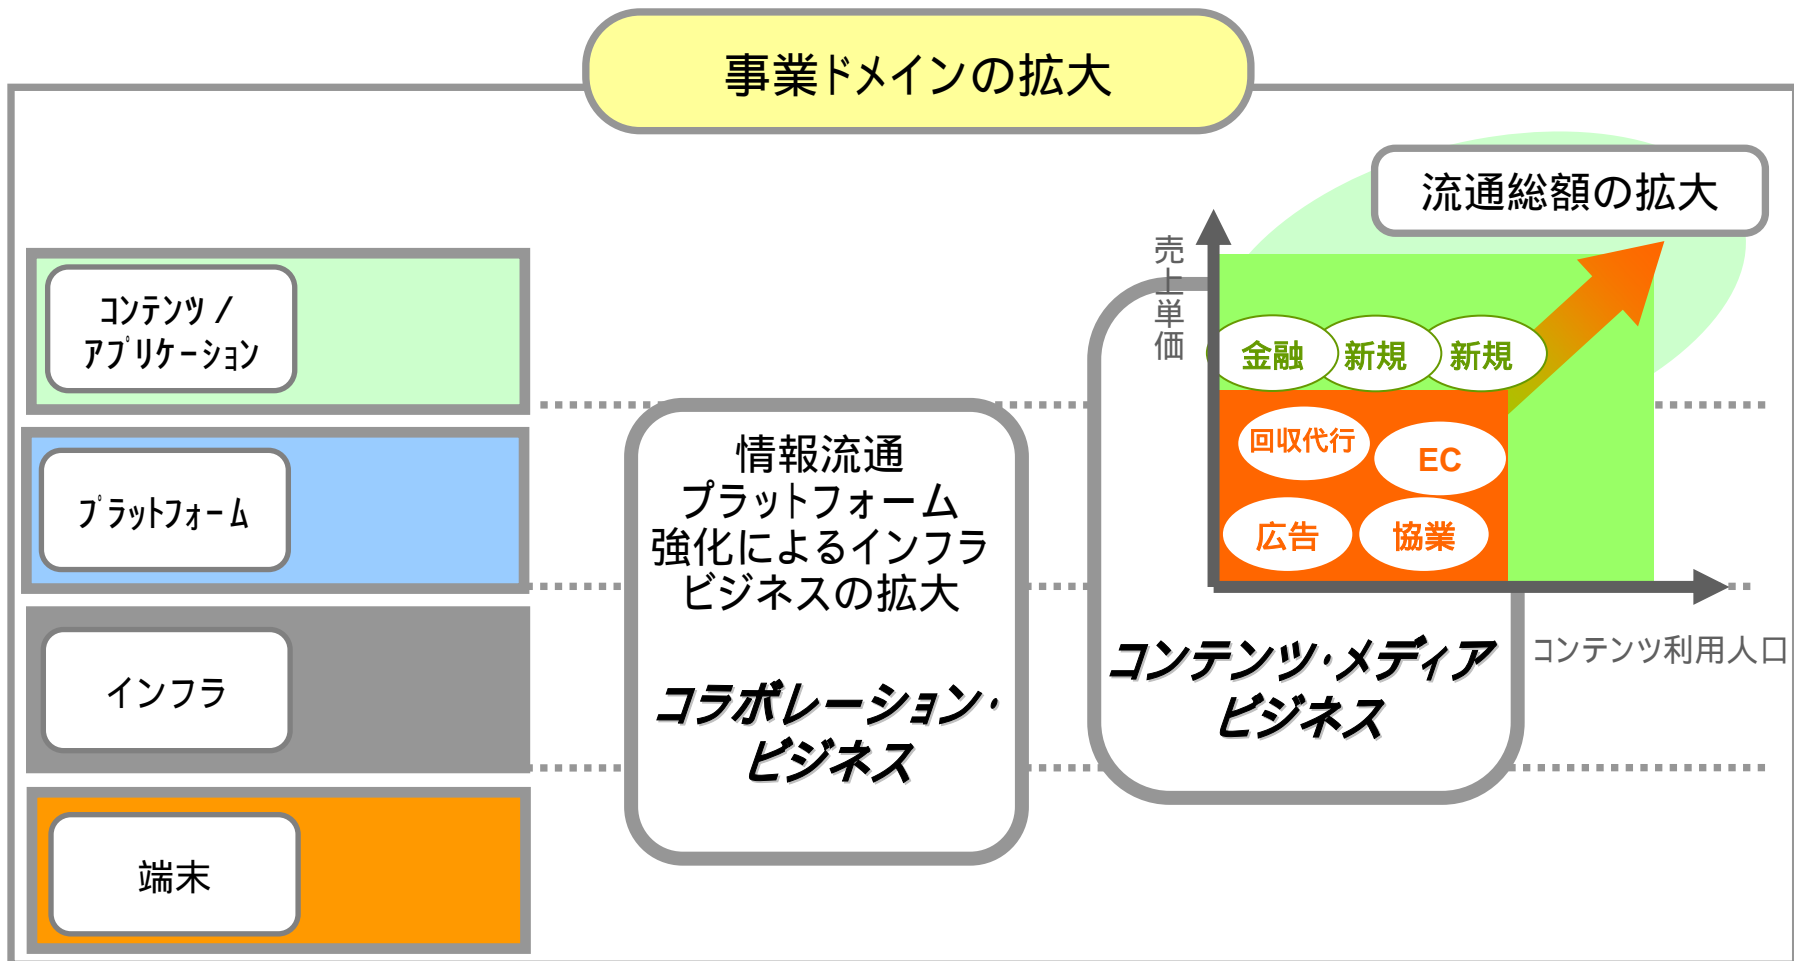 事業ドメインの拡大
流通総額の拡大
売上単価
コンテンツ /
アプリケーション
金融
新規
新規
回収代行
EC
広告
協業
プラットフォーム
情報流通
プラットフォーム
強化によるインフラ
ビジネスの拡大
コラボレーション・
ビジネス
コンテンツ・メディア
ビジネス
コンテンツ利用人口
インフラ
端末